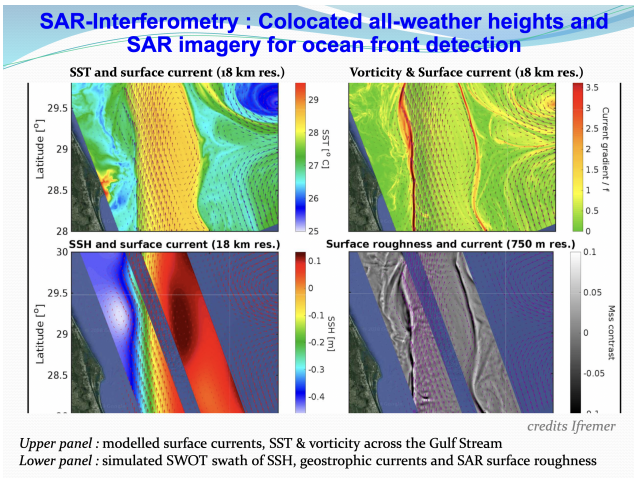 SAR-Interferometry : Colocated all-weather heights and
SAR imagery for ocean front detection
SST and surface current (18 km res.)
Vorticity & Surface current (18 km res.)
29.5
29
28.5
28
Latitude [°]
29
28
27
26
25
SST [° C]
3.5
3
2.5
2
1.5
1
0.5
0
Current gradient / f
SSH and surface current (18 km res.)
Surface roughness and current (750 m res.)
30
29.5
29
28.5
Latitude [°]
0.1
0
-0.1
-0.2
-0.3
-0.4
SSH [m]
0.1
0.05
0
-0.05
Mss contrast
credits Ifremer
Upper panel : modelled surface currents, SST & vorticity across the Gulf Stream
Lower panel : simulated SWOT swath of SSH, geostrophic currents and SAR surface roughness